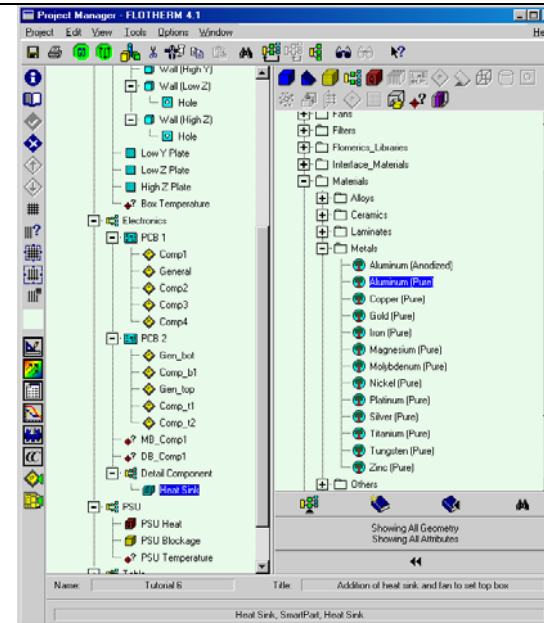 Project Manager - FLOTHERM 4.1
Project Edit View Tools Options Window He
GO
Wall (High Y)
Wall (Low Z)
Hole
Wall (High Z)
Hole
Low Y Plate
Low Z Plate
High Z Plate
Box Temperature
Electronics
PCB 1
Comp1
General
Comp2
Comp3
Comp4
PCB 2
Gen_bot
Comp_b1
Gen_top
Comp_t1
Comp_t2
MB_Comp1
DB_Comp1
Detail Component
Heat Sink
PSU
PSU Heat
PSU Blockage
PSU Temperature
Table
Fans
Filters
Flomerics_Libraries
Interface_Materials
Materials
Alloys
Ceramics
Laminates
Metals
Aluminum (Anodized)
Aluminum (Pure)
Copper (Pure)
Gold (Pure)
Iron (Pure)
Magnesium (Pure)
Molybdenum (Pure)
Nickel (Pure)
Platinum (Pure)
Silver (Pure)
Titanium (Pure)
Tungsten (Pure)
Zinc (Pure)
Others
Showing All Geometry
Showing All Attributes
Name: Tutorial 6 Title: Addition of heat sink and fan to set top box
Heat Sink, SmartPart, Heat Sink